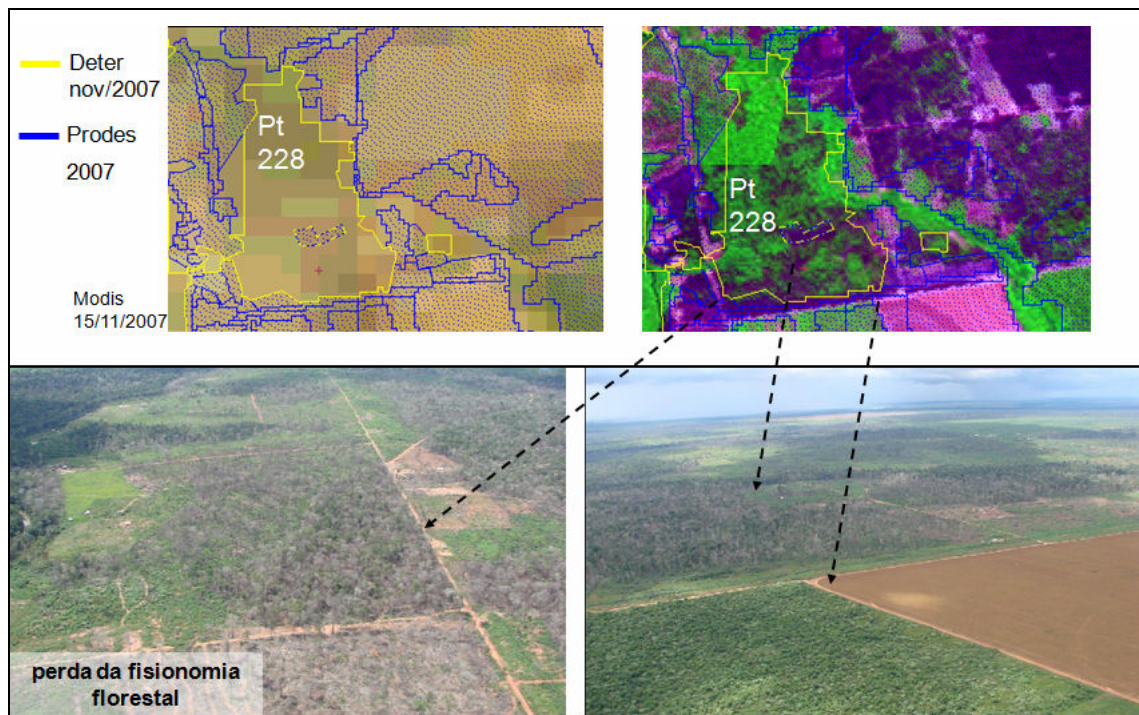 Deter
nov/2007
Prodes
2007
Modis
15/11/2007
Pt
228
Pt
228
perda da fisionomia
florestal